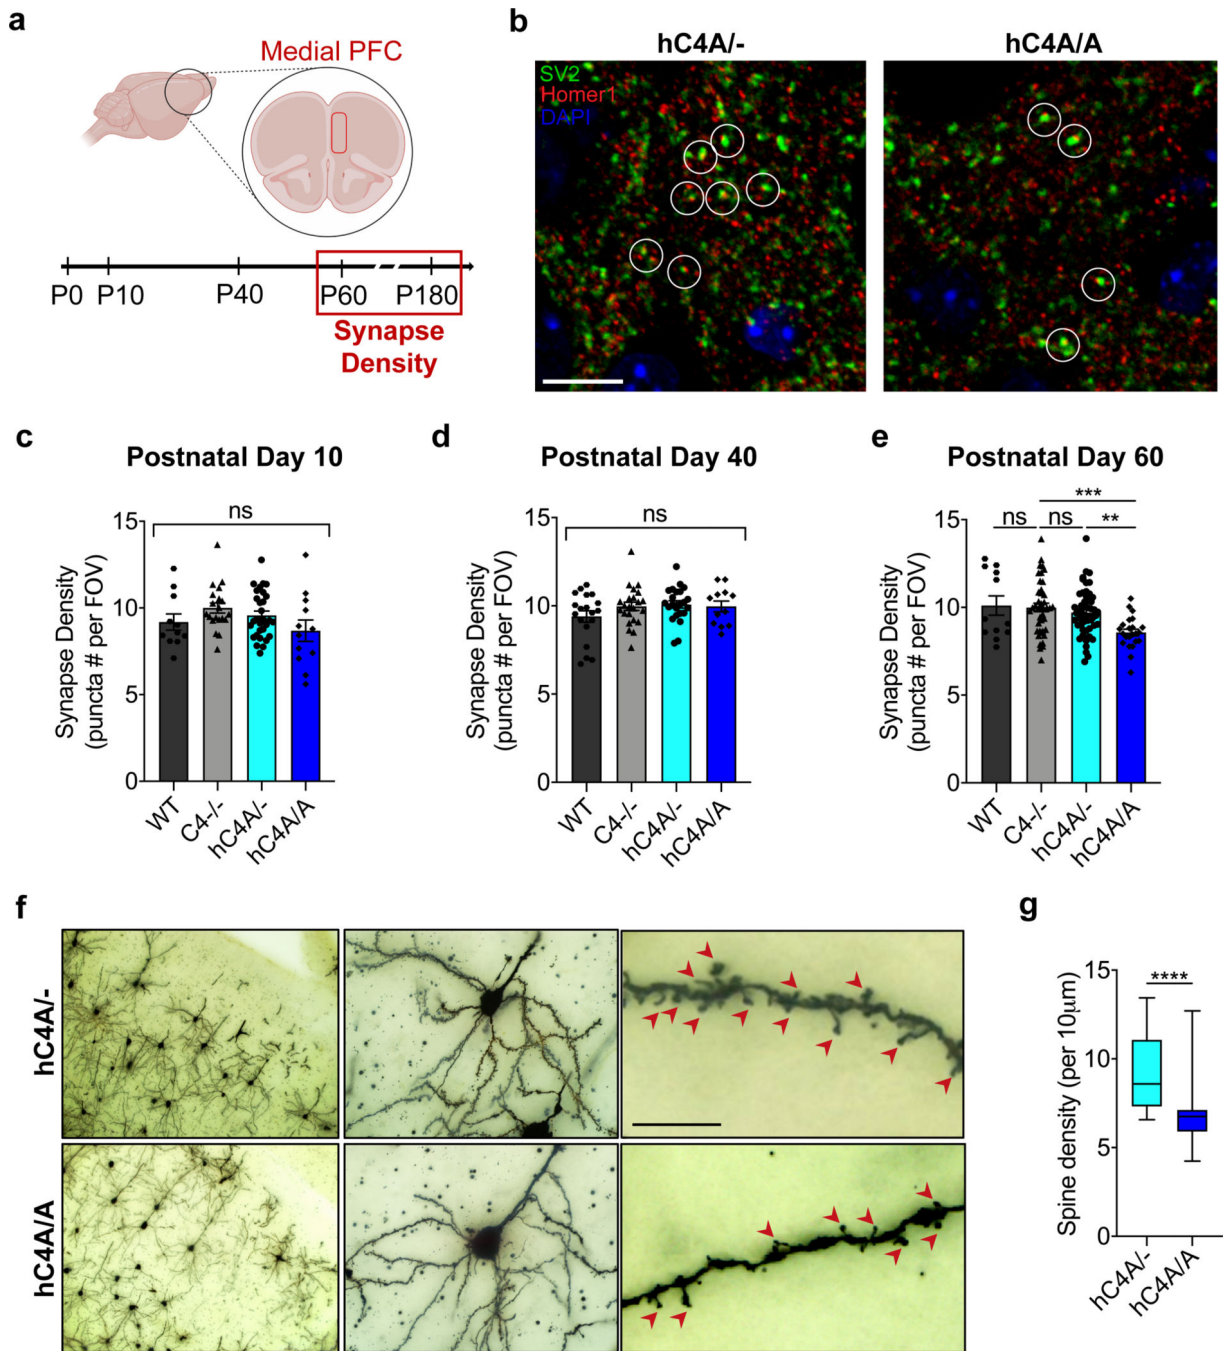 a
Medial PFC
P0 P10 P40 P60 P180
Synapse
Density
b
hC4A/- hC4A/A
SV2
Homer1
DAPI
c
Postnatal Day 10
ns
Synapse Density
(puncta # per FOV)
15
10
5
0
WT C4-/- hC4A/- hC4A/A
d
Postnatal Day 40
ns
Synapse Density
(puncta # per FOV)
15
10
5
0
WT C4-/- hC4A/- hC4A/A
e
Postnatal Day 60
***
ns ns **
Synapse Density
(puncta # per FOV)
15
10
5
0
WT C4-/- hC4A/- hC4A/A
f
hC4A/-
hC4A/A
g
****
Spine density (per 10μm)
15
10
5
0
hC4A/- hC4A/A